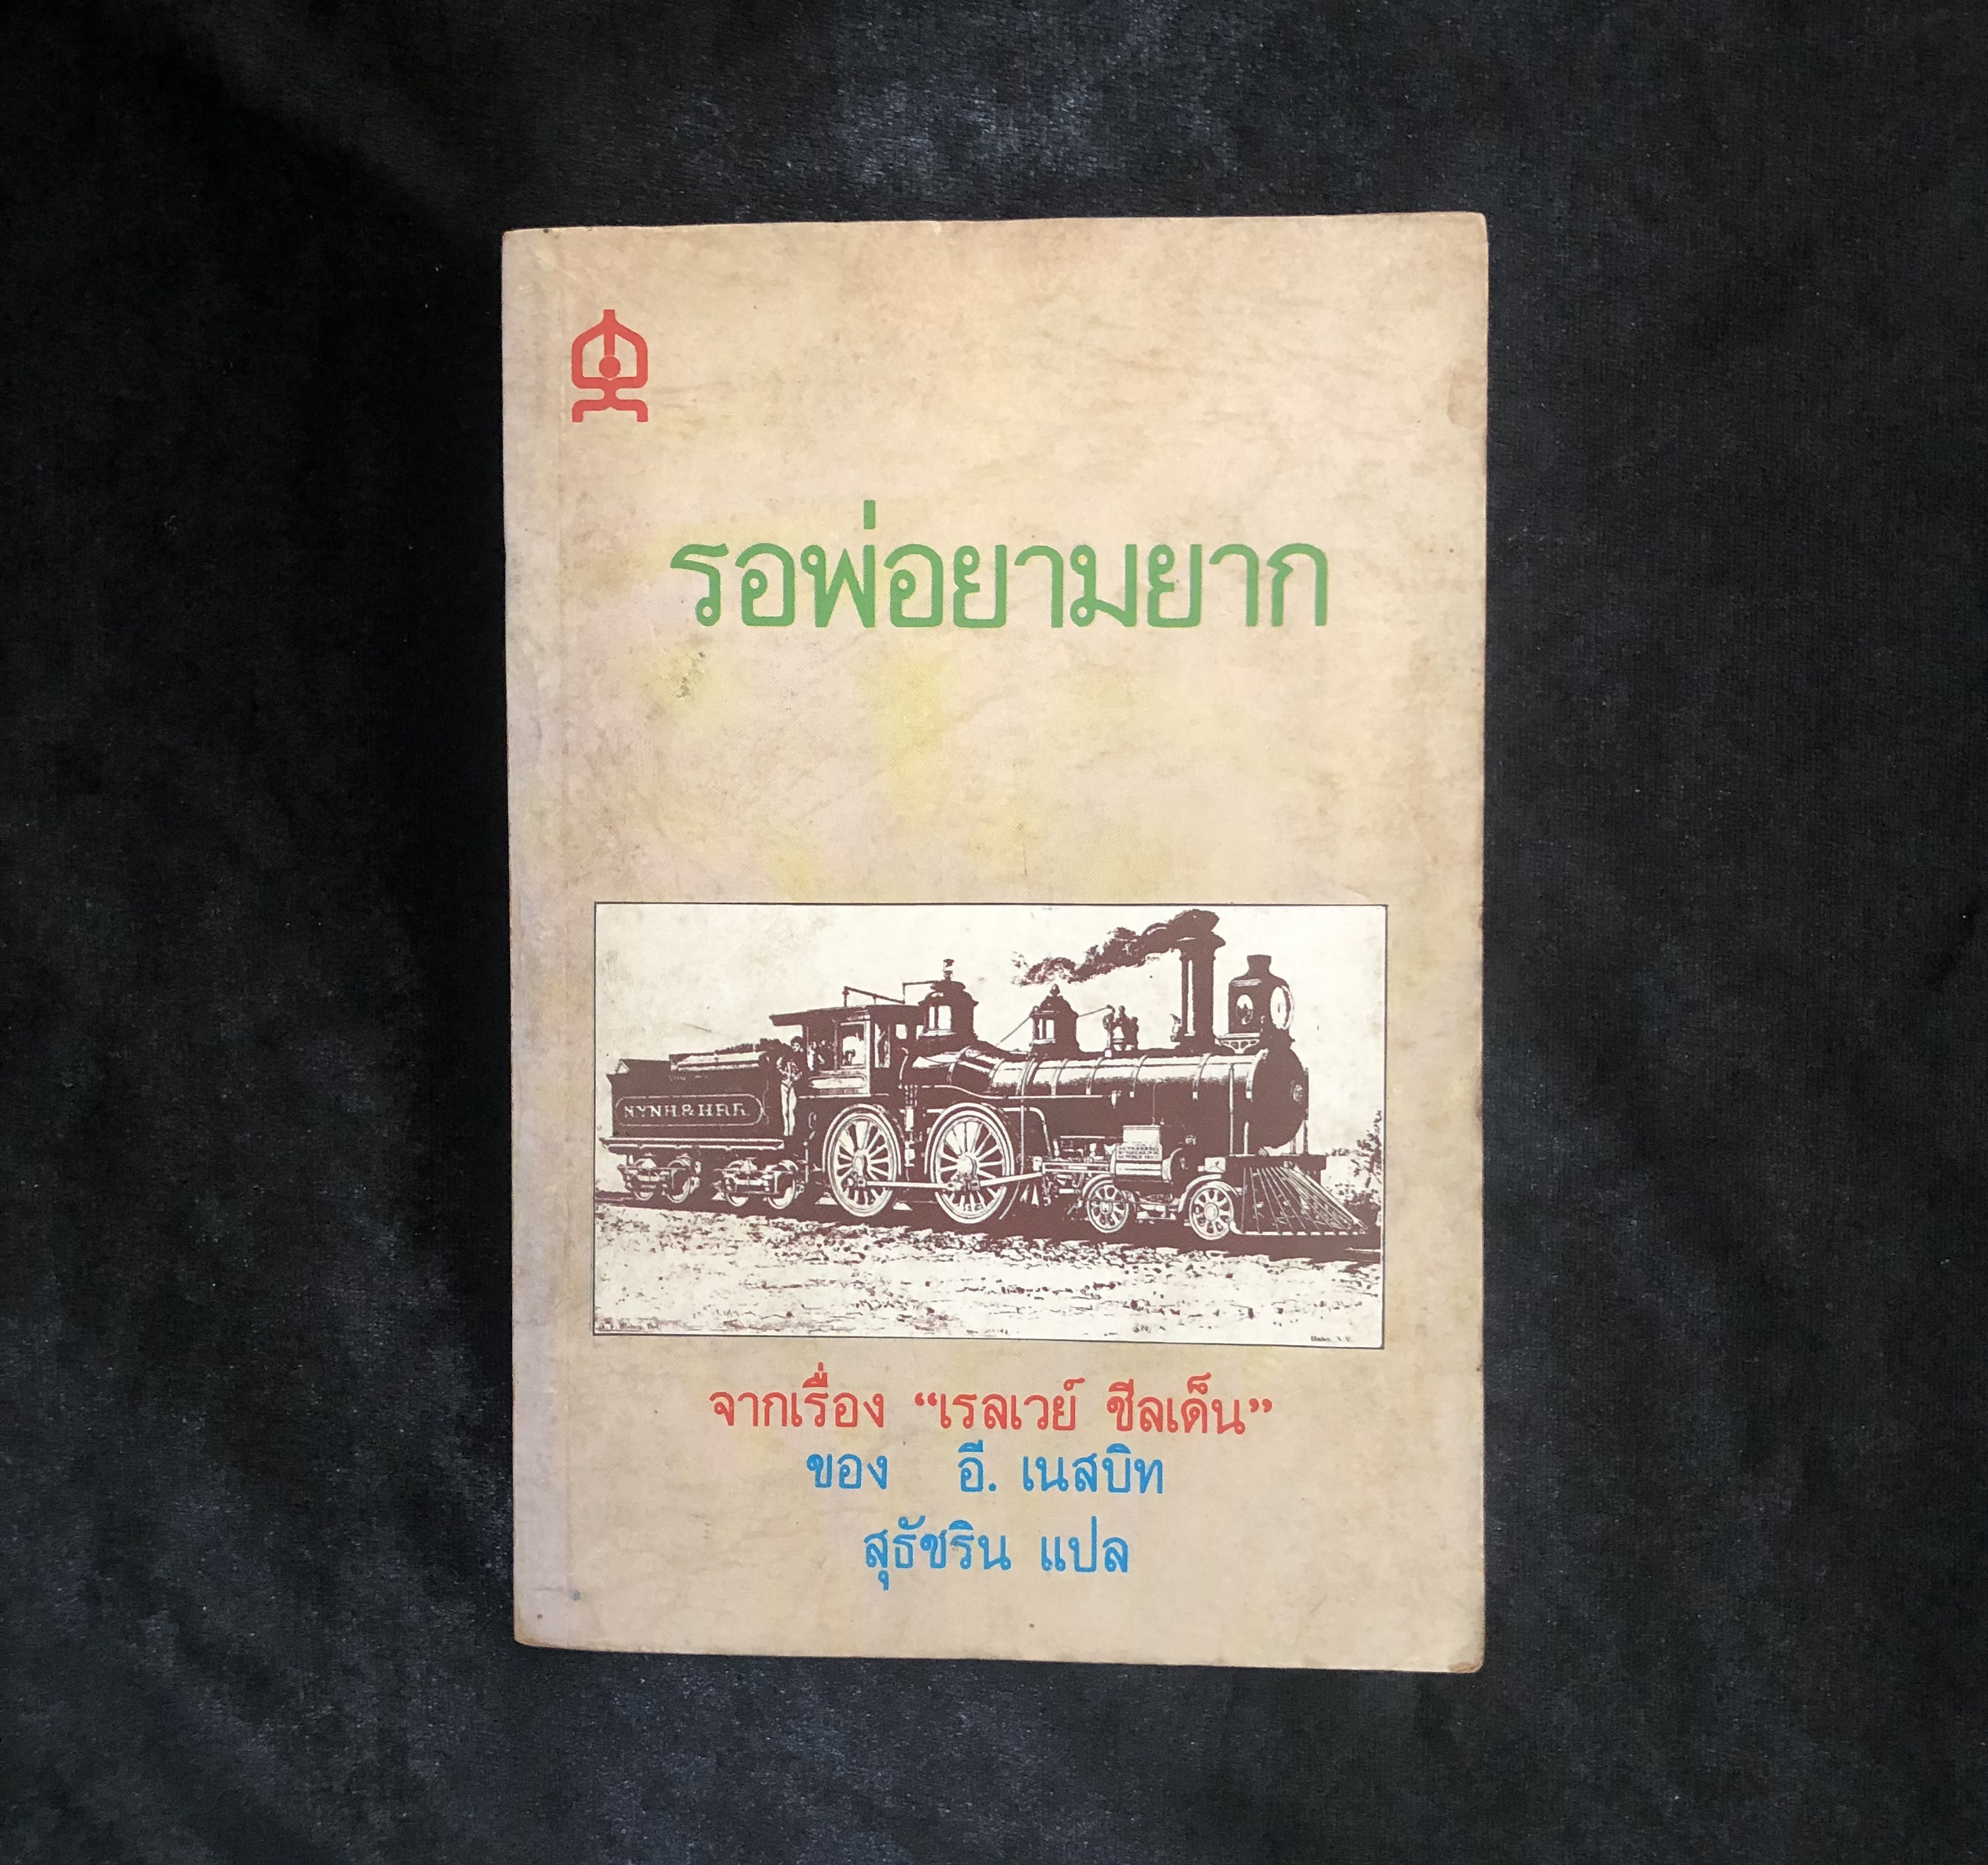 รอพ่อยามยาก
N.Y.N.H.& H.R.R.
จากเรื่อง “เรลเวย์ ชีลเด็น”
ของ อี. เนสบิท
สุธัชริน แปล